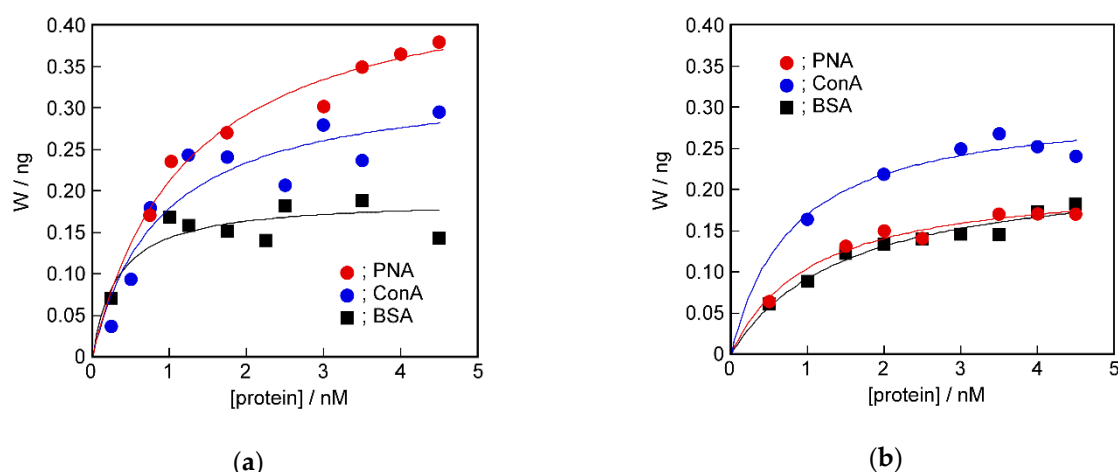 0.40
0.35
0.30
0.25
0.20
0.15
0.10
0.05
0
W / ng
; PNA
; ConA
; BSA
0 1 2 3 4 5
[protein] / nM
(a)
0.40
0.35
0.30
0.25
0.20
0.15
0.10
0.05
0
W / ng
; PNA
; ConA
; BSA
0 1 2 3 4 5
[protein] / nM
(b)